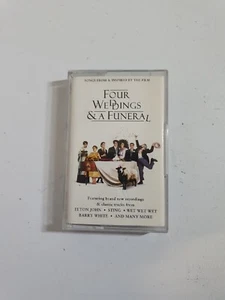 SONGS FROM & INSPIRED BY THE FILM
FOUR
WEDDINGS
& A FUNERAL
Featuring brand new recordings
& classic tracks from
ELTON JOHN • STING • WET WET WET
BARRY WHITE • AND MANY MORE